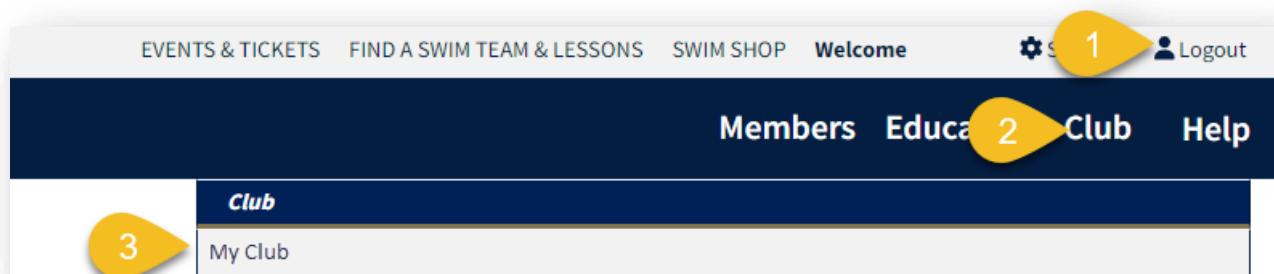 EVENTS & TICKETS FIND A SWIM TEAM & LESSONS SWIM SHOP Welcome 1 Logout
Members 2 Club Help
Club
3 My Club